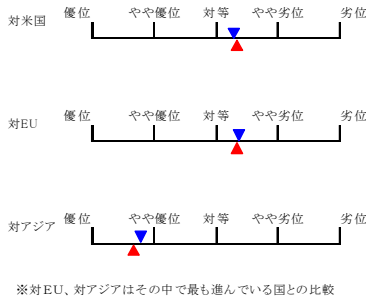 優位 やや優位 対等 やや劣位 劣位
対米国
優位 やや優位 対等 やや劣位 劣位
対EU
優位 やや優位 対等 やや劣位 劣位
対アジア
※対EU、対アジアはその中で最も進んでいる国との比較